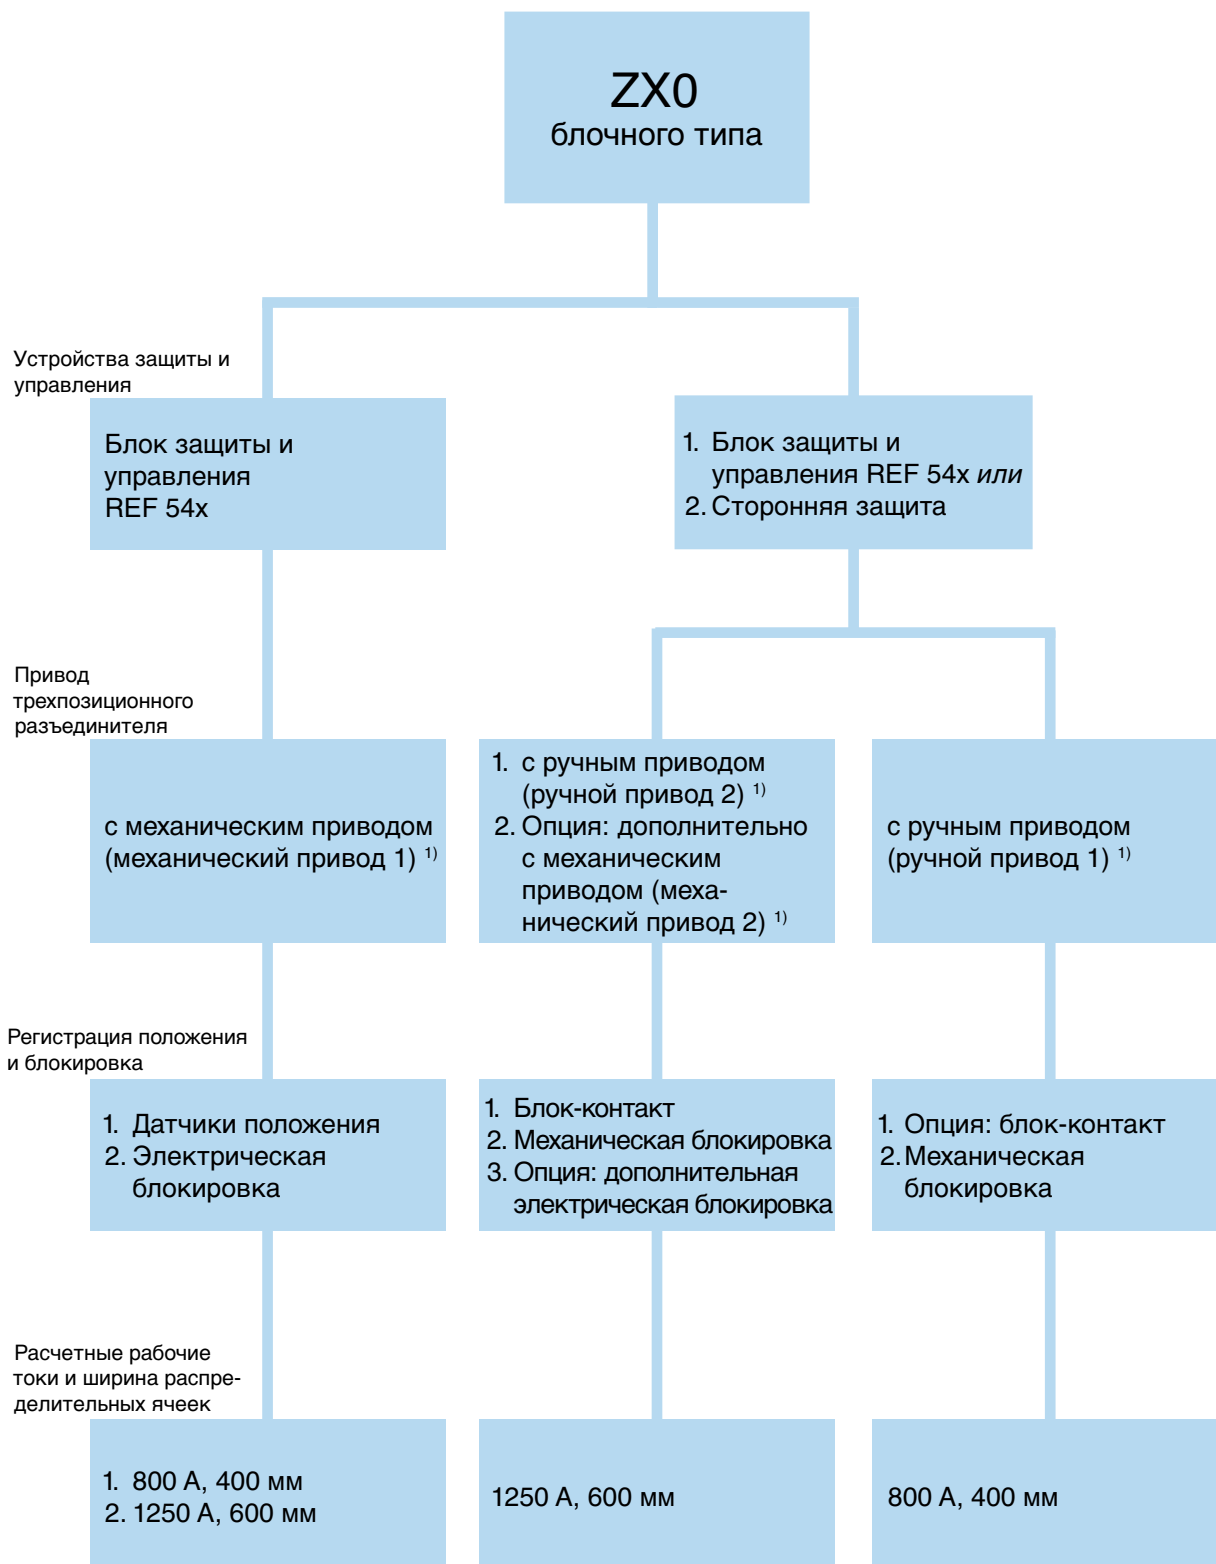 ZX0
блочного типа
Устройства защиты и
управления
Блок защиты и
управления
REF 54x
1. Блок защиты и
управления REF 54x или
2. Сторонняя защита
Привод
трехпозиционного
разъединителя
с механическим приводом
(механический привод 1) 1)
1. с ручным приводом
(ручной привод 2) 1)
2. Опция: дополнительно
с механическим
приводом (меха-
нический привод 2) 1)
с ручным приводом
(ручной привод 1) 1)
Регистрация положения
и блокировка
1. Датчики положения
2. Электрическая
блокировка
1. Блок-контакт
2. Механическая блокировка
3. Опция: дополнительная
электрическая блокировка
1. Опция: блок-контакт
2. Механическая
блокировка
Расчетные рабочие
токи и ширина распре-
делительных ячеек
1. 800 А, 400 мм
2. 1250 А, 600 мм
1250 А, 600 мм
800 А, 400 мм